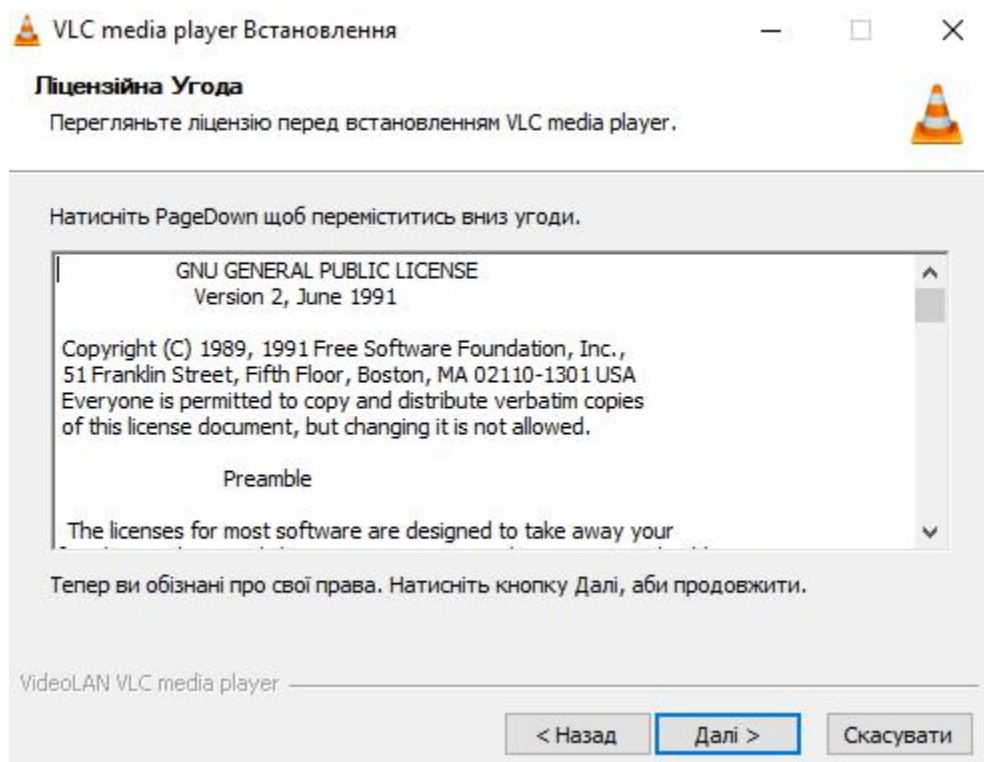 VLC media player Встановлення
Ліцензійна Угода
Перегляньте ліцензію перед встановленням VLC media player.
Натисніть PageDown щоб переміститись вниз угоди.
GNU GENERAL PUBLIC LICENSE
Version 2, June 1991
Copyright (C) 1989, 1991 Free Software Foundation, Inc.,
51 Franklin Street, Fifth Floor, Boston, MA 02110-1301 USA
Everyone is permitted to copy and distribute verbatim copies
of this license document, but changing it is not allowed.
Preamble
The licenses for most software are designed to take away your
Тепер ви обізнані про свої права. Натисніть кнопку Далі, аби продовжити.
VideoLAN VLC media player
< Назад Далі > Скасувати